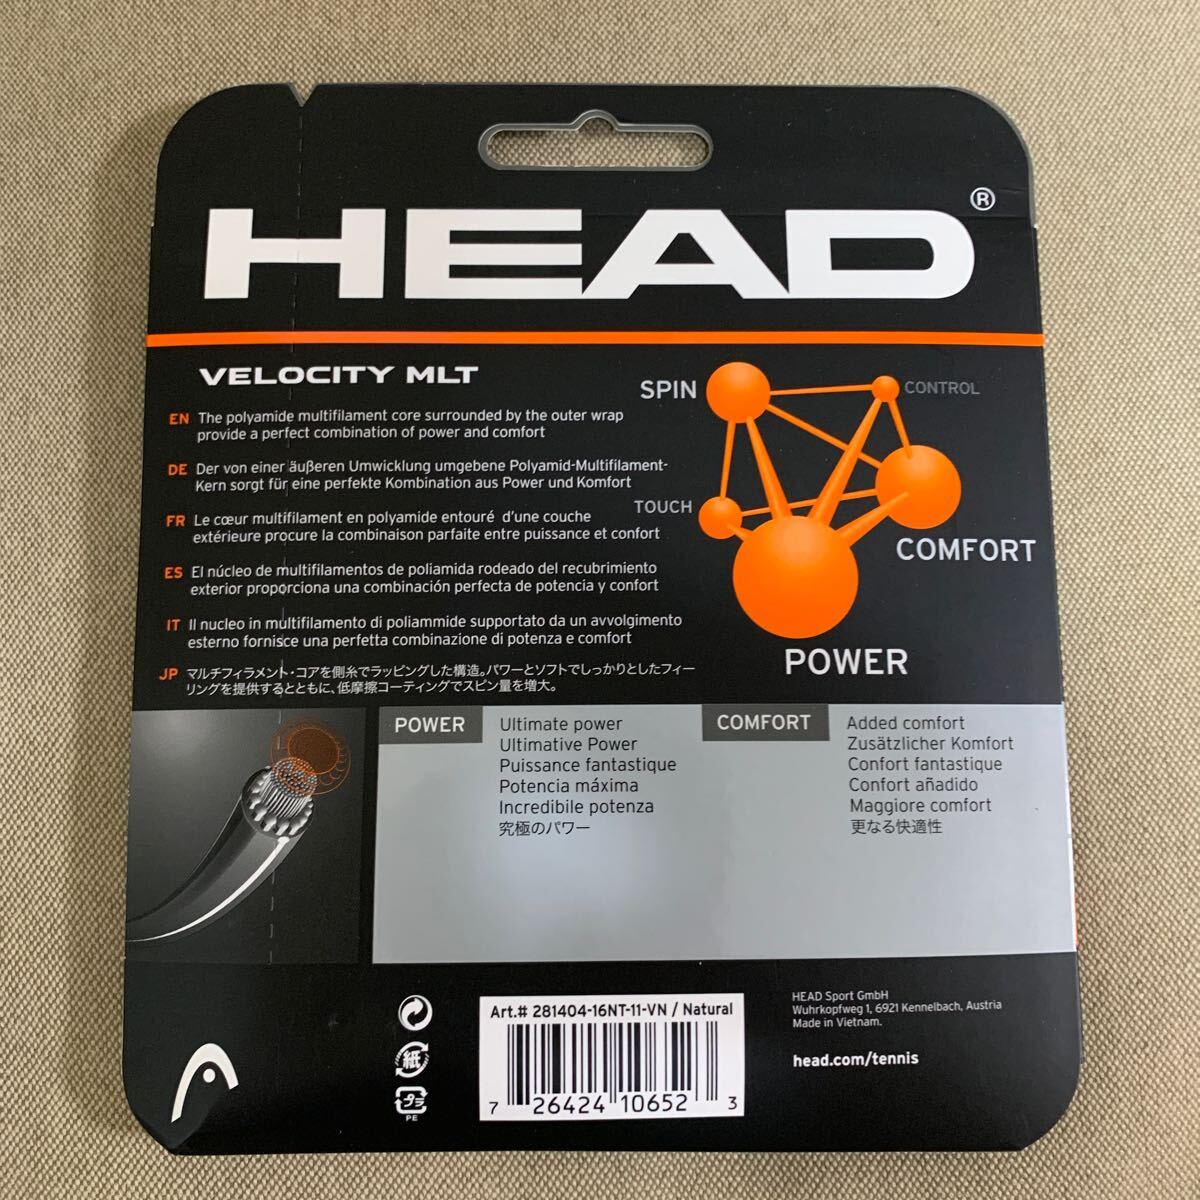 HEAD®
VELOCITY MLT
EN The polyamide multifilament core surrounded by the outer wrap
provide a perfect combination of power and comfort
DE Der von einer äußeren Umwicklung umgebene Polyamid-Multifilament-
Kern sorgt für eine perfekte Kombination aus Power und Komfort
FR Le cœur multifilament en polyamide entouré d'une couche
extérieure procure la combinaison parfaite entre puissance et confort
ES El núcleo de multifilamentos de poliamida rodeado del recubrimiento
exterior proporciona una combinación perfecta de potencia y confort
IT Il nucleo in multifilamento di poliammide supportato da un avvolgimento
esterno fornisce una perfetta combinazione di potenza e comfort
JP マルチフィラメント・コアを側糸でラッピングした構造。パワーとソフトでしっかりとしたフィー
リングを提供するとともに、低摩擦コーティングでスピン量を増大。
SPIN
CONTROL
TOUCH
COMFORT
POWER
POWER
Ultimate power
Ultimative Power
Puissance fantastique
Potencia máxima
Incredibile potenza
究極のパワー
COMFORT
Added comfort
Zusätzlicher Komfort
Confort fantastique
Confort añadido
Maggiore comfort
更なる快適性
紙
プラ
PE
Art.# 281404-16NT-11-VN / Natural
7 26424 10652 3
HEAD Sport GmbH
Wuhrkopfweg 1, 6921 Kennelbach, Austria
Made in Vietnam.
head.com/tennis